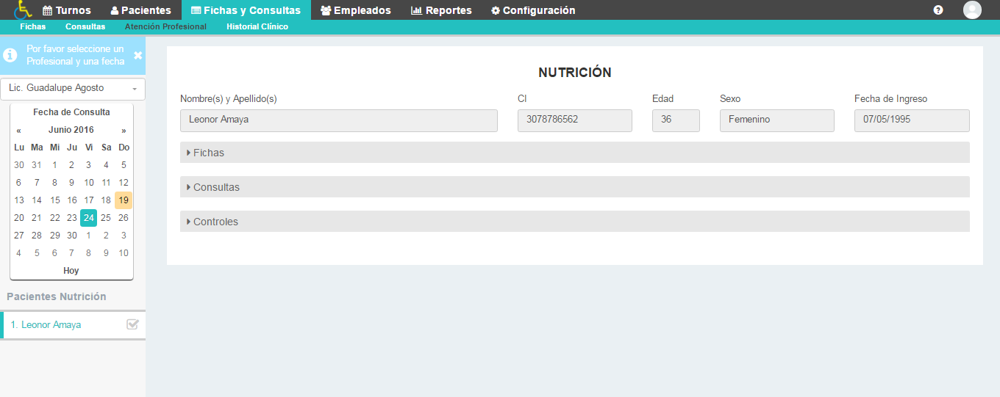 Turnos Pacientes Fichas y Consultas Empleados Reportes Configuración
Fichas Consultas Atención Profesional Historial Clínico
Por favor seleccione un
Profesional y una fecha
Lic. Guadalupe Agosto
Fecha de Consulta
« Junio 2016 »
Lu Ma Mi Ju Vi Sa Do
30 31 1 2 3 4 5
6 7 8 9 10 11 12
13 14 15 16 17 18 19
20 21 22 23 24 25 26
27 28 29 30 1 2 3
4 5 6 7 8 9 10
Hoy
Pacientes Nutrición
1. Leonor Amaya
NUTRICIÓN
Nombre(s) y Apellido(s) CI Edad Sexo Fecha de Ingreso
Leonor Amaya 3078786562 36 Femenino 07/05/1995
Fichas
Consultas
Controles